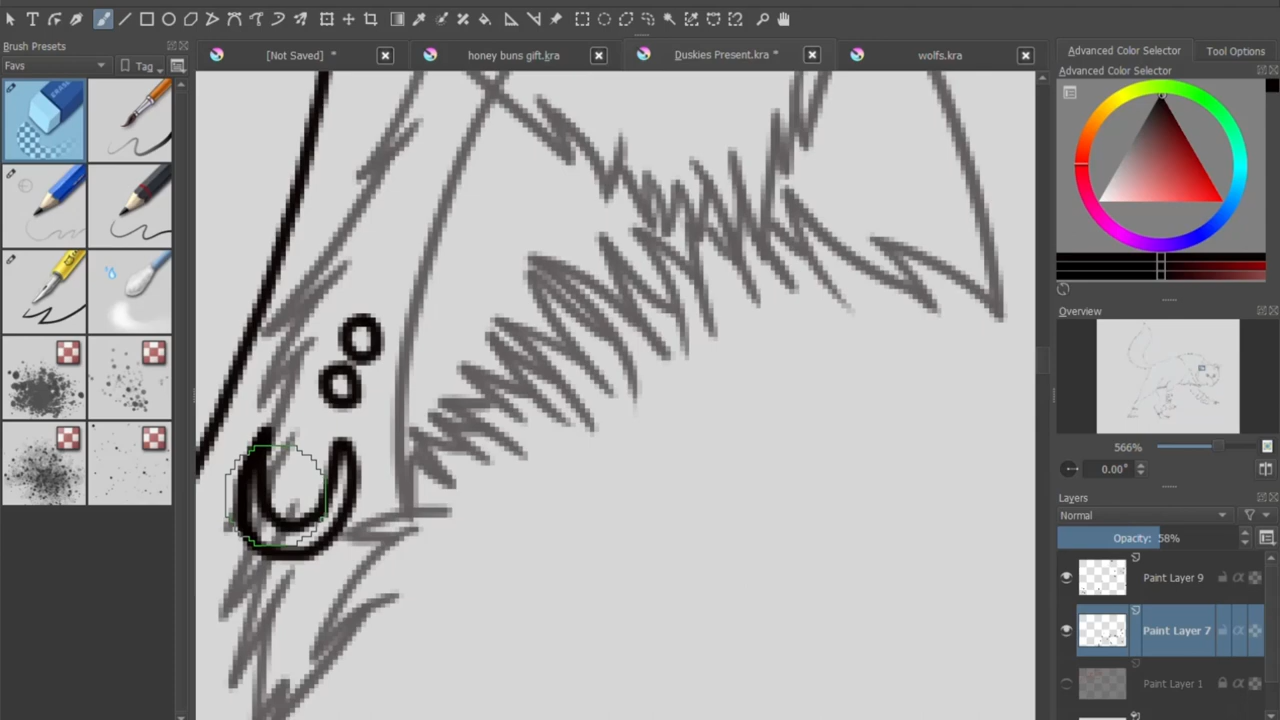 Brush Presets
Favs
Tag
[Not Saved] *
honey buns gift.kra
Duskies Present.kra *
wolfs.kra
Advanced Color Selector
Tool Options
Advanced Color Selector
Overview
566%
0.00°
Layers
Normal
Opacity: 58%
Paint Layer 9
Paint Layer 7
Paint Layer 1